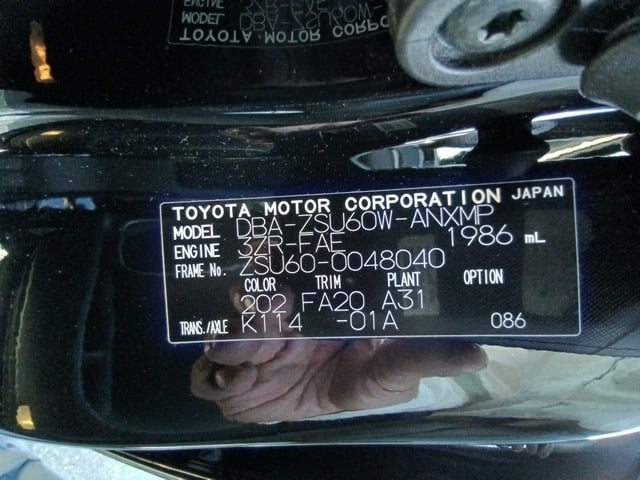 TOYOTA MOTOR CORPORATION JAPAN
MODEL DBA-ZSU60W-ANXMP
ENGINE 3ZR-FAE 1986 mL
FRAME No. ZSU60-0048040
COLOR TRIM PLANT OPTION
202 FA20 A31
TRANS./AXLE K114 -01A 086